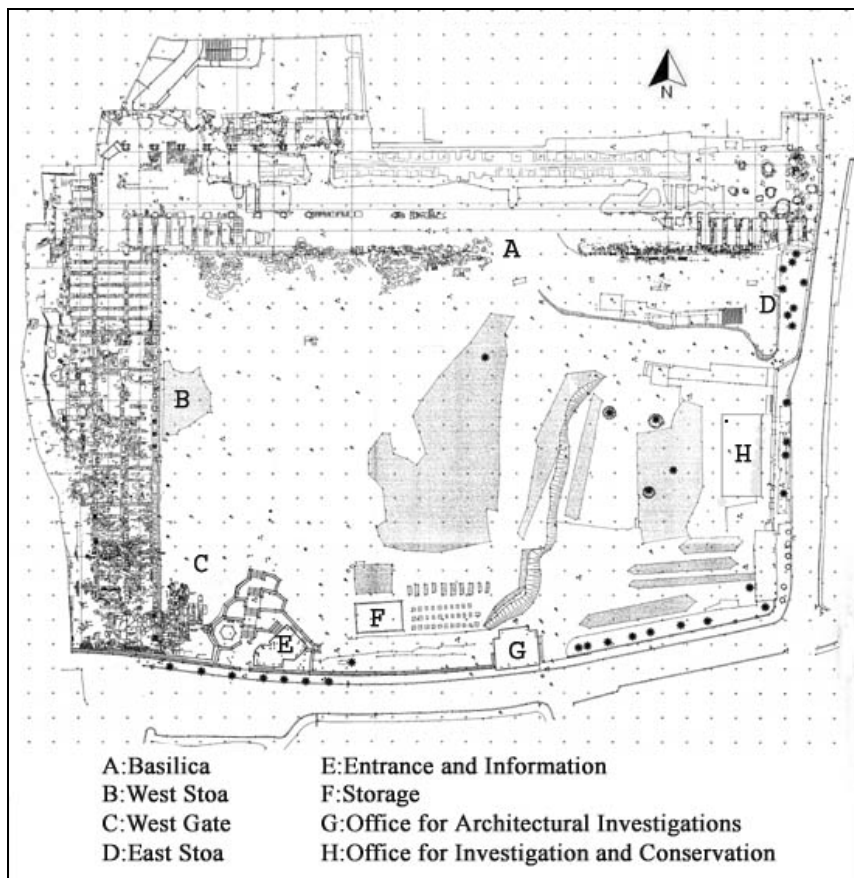 N
A
D
B
H
C
F
E
G
A:Basilica
B:West Stoa
C:West Gate
D:East Stoa
E:Entrance and Information
F:Storage
G:Office for Architectural Investigations
H:Office for Investigation and Conservation